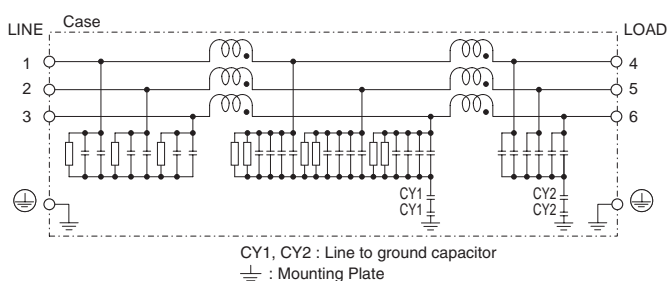 Case
LINE
LOAD
1
4
2
5
3
6
CY1
CY1
CY2
CY2
CY1, CY2 : Line to ground capacitor
: Mounting Plate